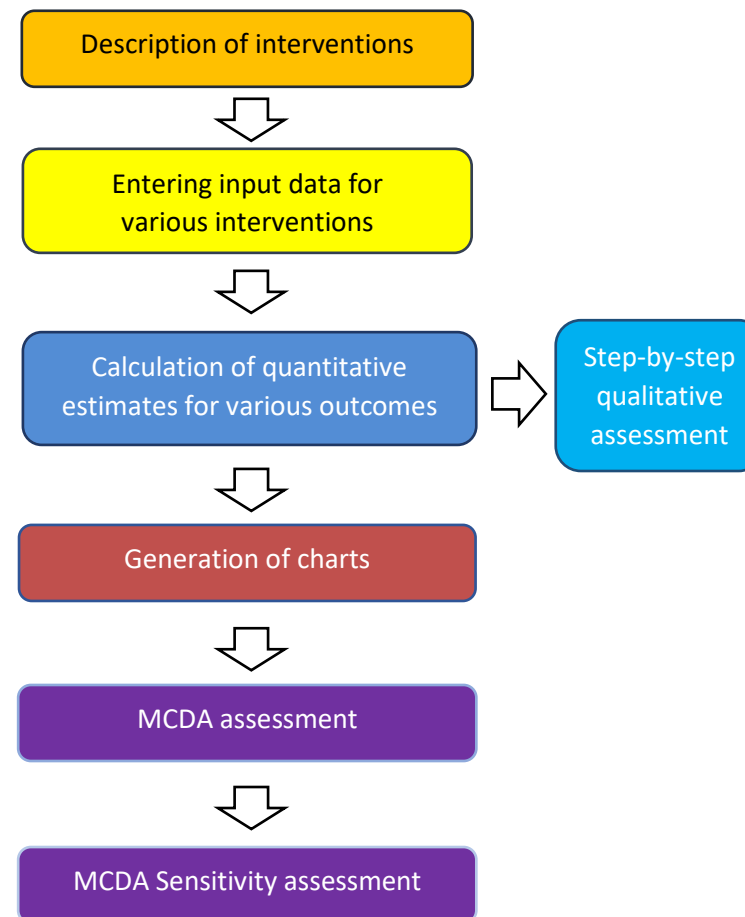 Description of interventions
Entering input data for
various interventions
Calculation of quantitative
estimates for various outcomes
Step-by-step
qualitative
assessment
Generation of charts
MCDA assessment
MCDA Sensitivity assessment